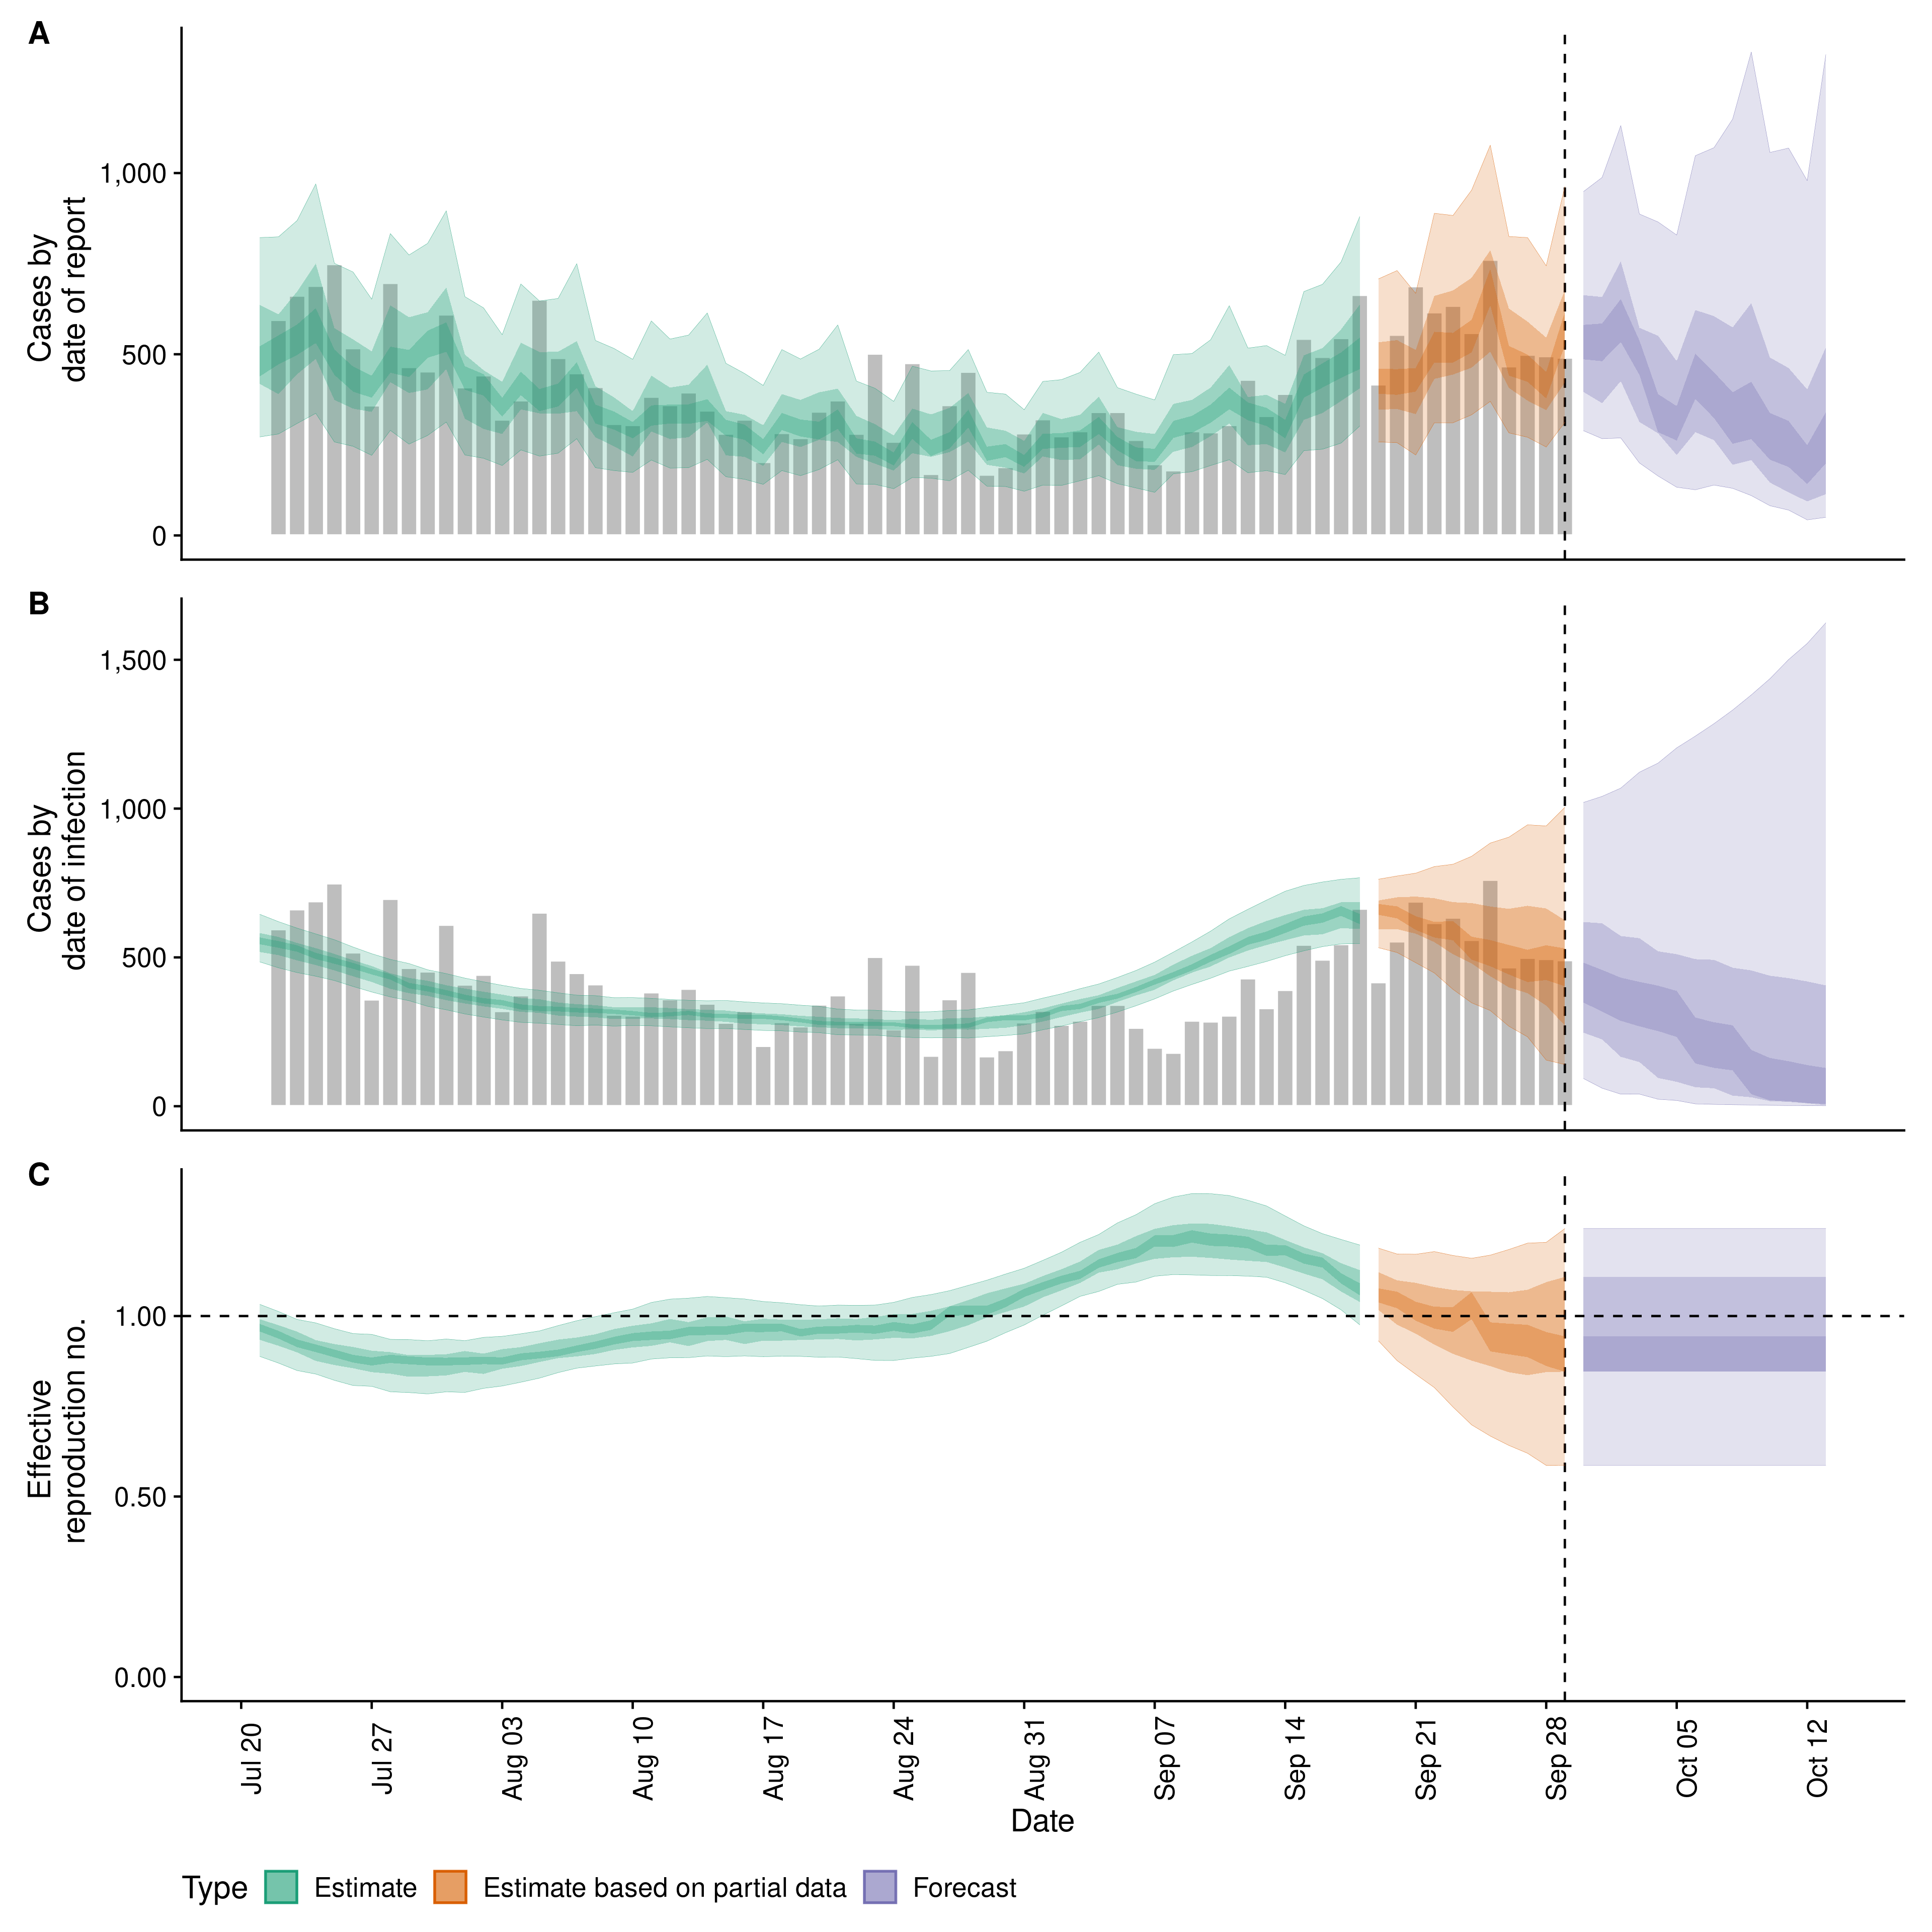 A
Cases by
date of report
1,000
500
0
B
Cases by
date of infection
1,500
1,000
500
0
C
Effective
reproduction no.
1.00
0.50
0.00
Jul 20
Jul 27
Aug 03
Aug 10
Aug 17
Aug 24
Aug 31
Sep 07
Sep 14
Sep 21
Sep 28
Oct 05
Oct 12
Date
Type Estimate Estimate based on partial data Forecast